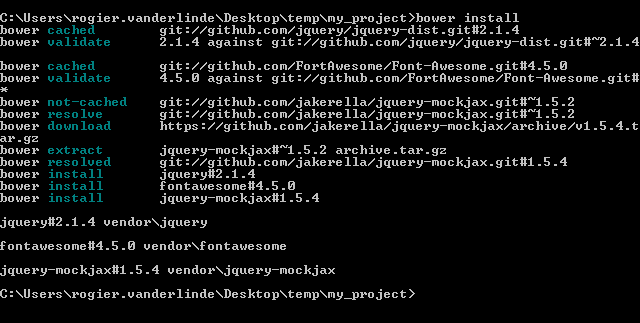 C:\Users\rogier.vanderlinde\Desktop\temp\my_project>bower install
bower cached git://github.com/jquery/jquery-dist.git#2.1.4
bower validate 2.1.4 against git://github.com/jquery/jquery-dist.git#~2.1.4
bower cached git://github.com/FortAwesome/Font-Awesome.git#4.5.0
bower validate 4.5.0 against git://github.com/FortAwesome/Font-Awesome.git#
*
bower not-cached git://github.com/jakerella/jquery-mockjax.git#~1.5.2
bower resolve git://github.com/jakerella/jquery-mockjax.git#~1.5.2
bower download https://github.com/jakerella/jquery-mockjax/archive/v1.5.4.t
ar.gz
bower extract jquery-mockjax#~1.5.2 archive.tar.gz
bower resolved git://github.com/jakerella/jquery-mockjax.git#1.5.4
bower install jquery#2.1.4
bower install fontawesome#4.5.0
bower install jquery-mockjax#1.5.4
jquery#2.1.4 vendor\jquery
fontawesome#4.5.0 vendor\fontawesome
jquery-mockjax#1.5.4 vendor\jquery-mockjax
C:\Users\rogier.vanderlinde\Desktop\temp\my_project>